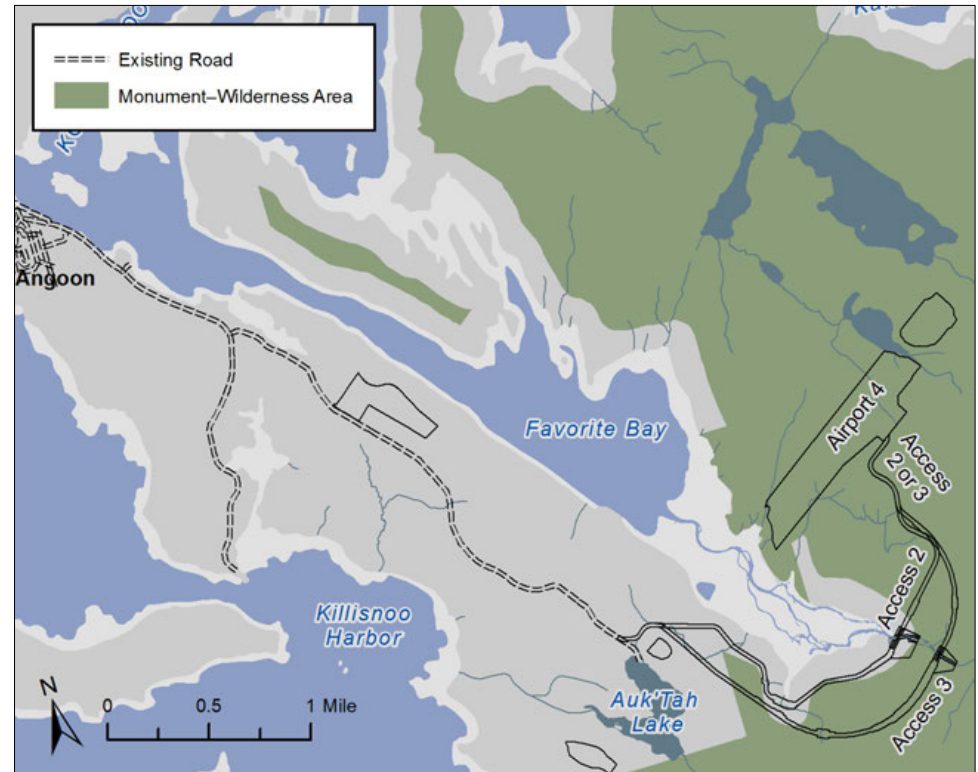 Existing Road
Monument–Wilderness Area
Angoon
Favorite Bay
Airport 4
Access
2 or 3
Access 2
Access 3
Killisnoo
Harbor
Auk'Tah
Lake
N
0 0.5 1 Mile